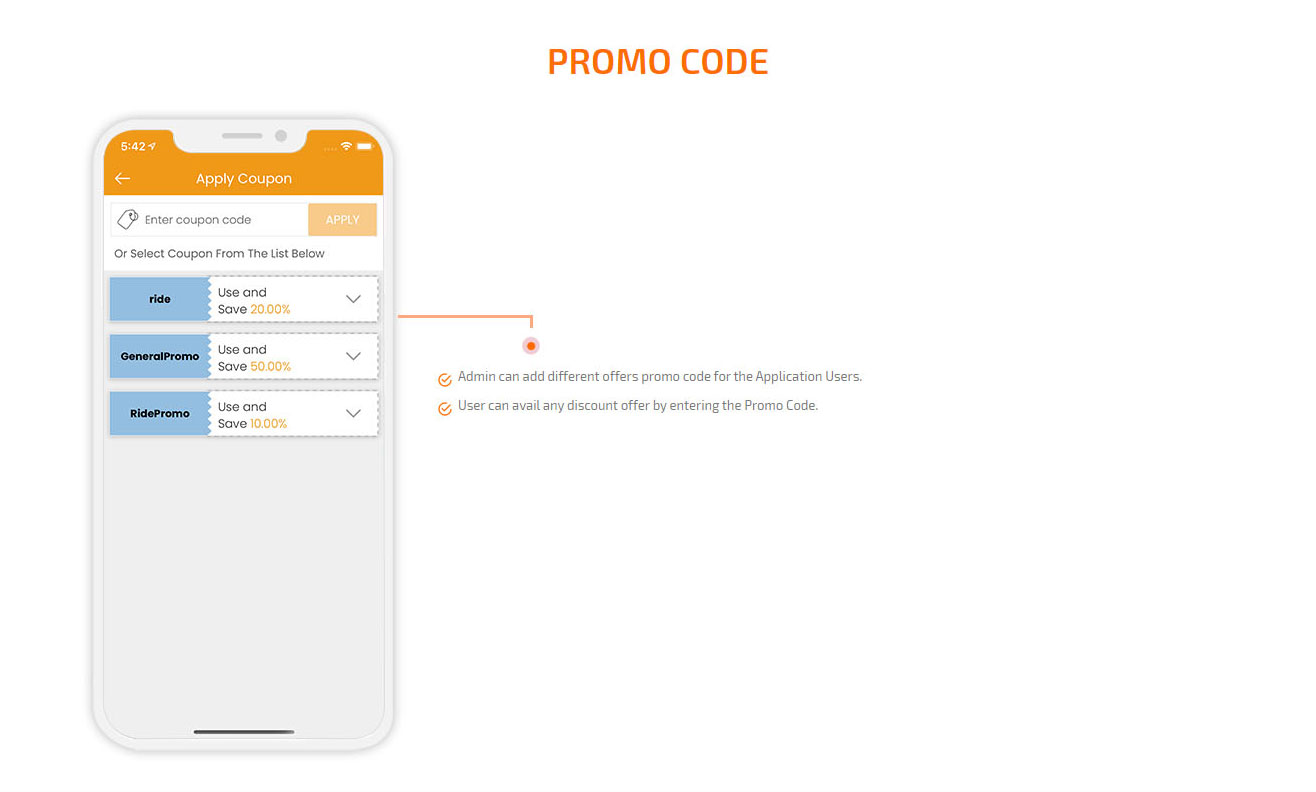 PROMO CODE
5:42
Apply Coupon
Enter coupon code
APPLY
Or Select Coupon From The List Below
ride
Use and
Save 20.00%
GeneralPromo
Use and
Save 50.00%
RidePromo
Use and
Save 10.00%
Admin can add different offers promo code for the Application Users.
User can avail any discount offer by entering the Promo Code.